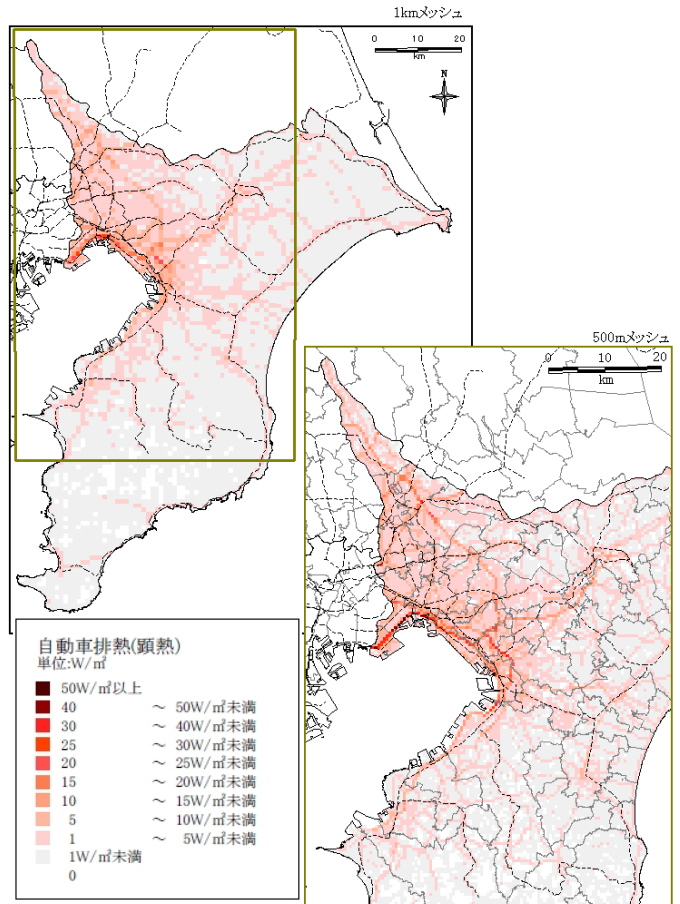 1kmメッシュ
0 10 20
km
N
500mメッシュ
0 10 20
km
自動車排熱(顕熱)
単位:W/㎡
50W/㎡以上
40 ～ 50W/㎡未満
30 ～ 40W/㎡未満
25 ～ 30W/㎡未満
20 ～ 25W/㎡未満
15 ～ 20W/㎡未満
10 ～ 15W/㎡未満
5 ～ 10W/㎡未満
1 ～ 5W/㎡未満
1W/㎡未満
0